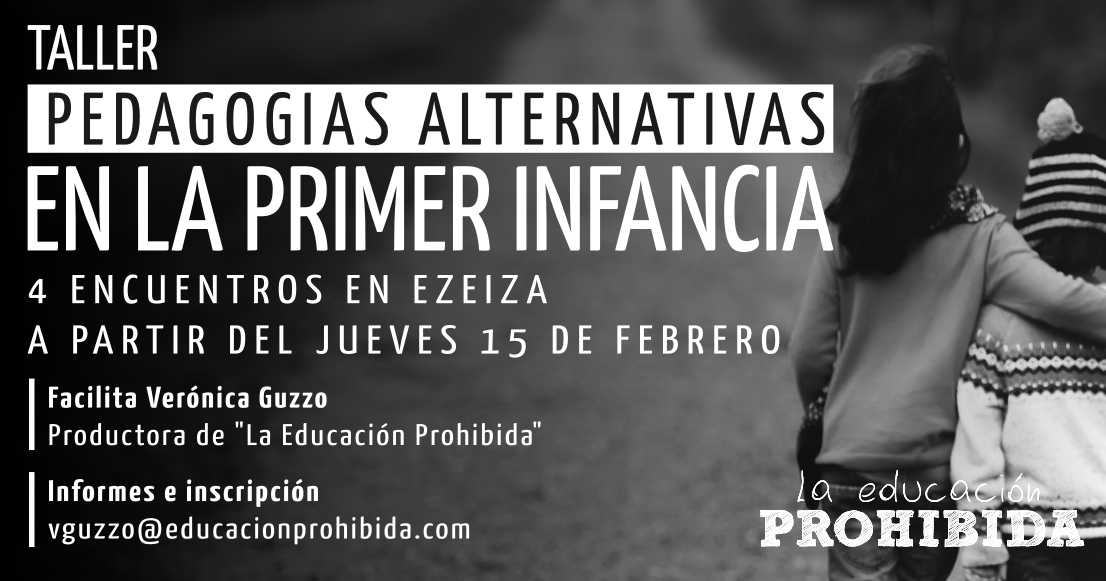 TALLER
PEDAGOGIAS ALTERNATIVAS
EN LA PRIMER INFANCIA
4 ENCUENTROS EN EZEIZA
A PARTIR DEL JUEVES 15 DE FEBRERO
Facilita Verónica Guzzo
Productora de "La Educación Prohibida"
Informes e inscripción
vguzzo@educacionprohibida.com
la educación
PROHIBIDA